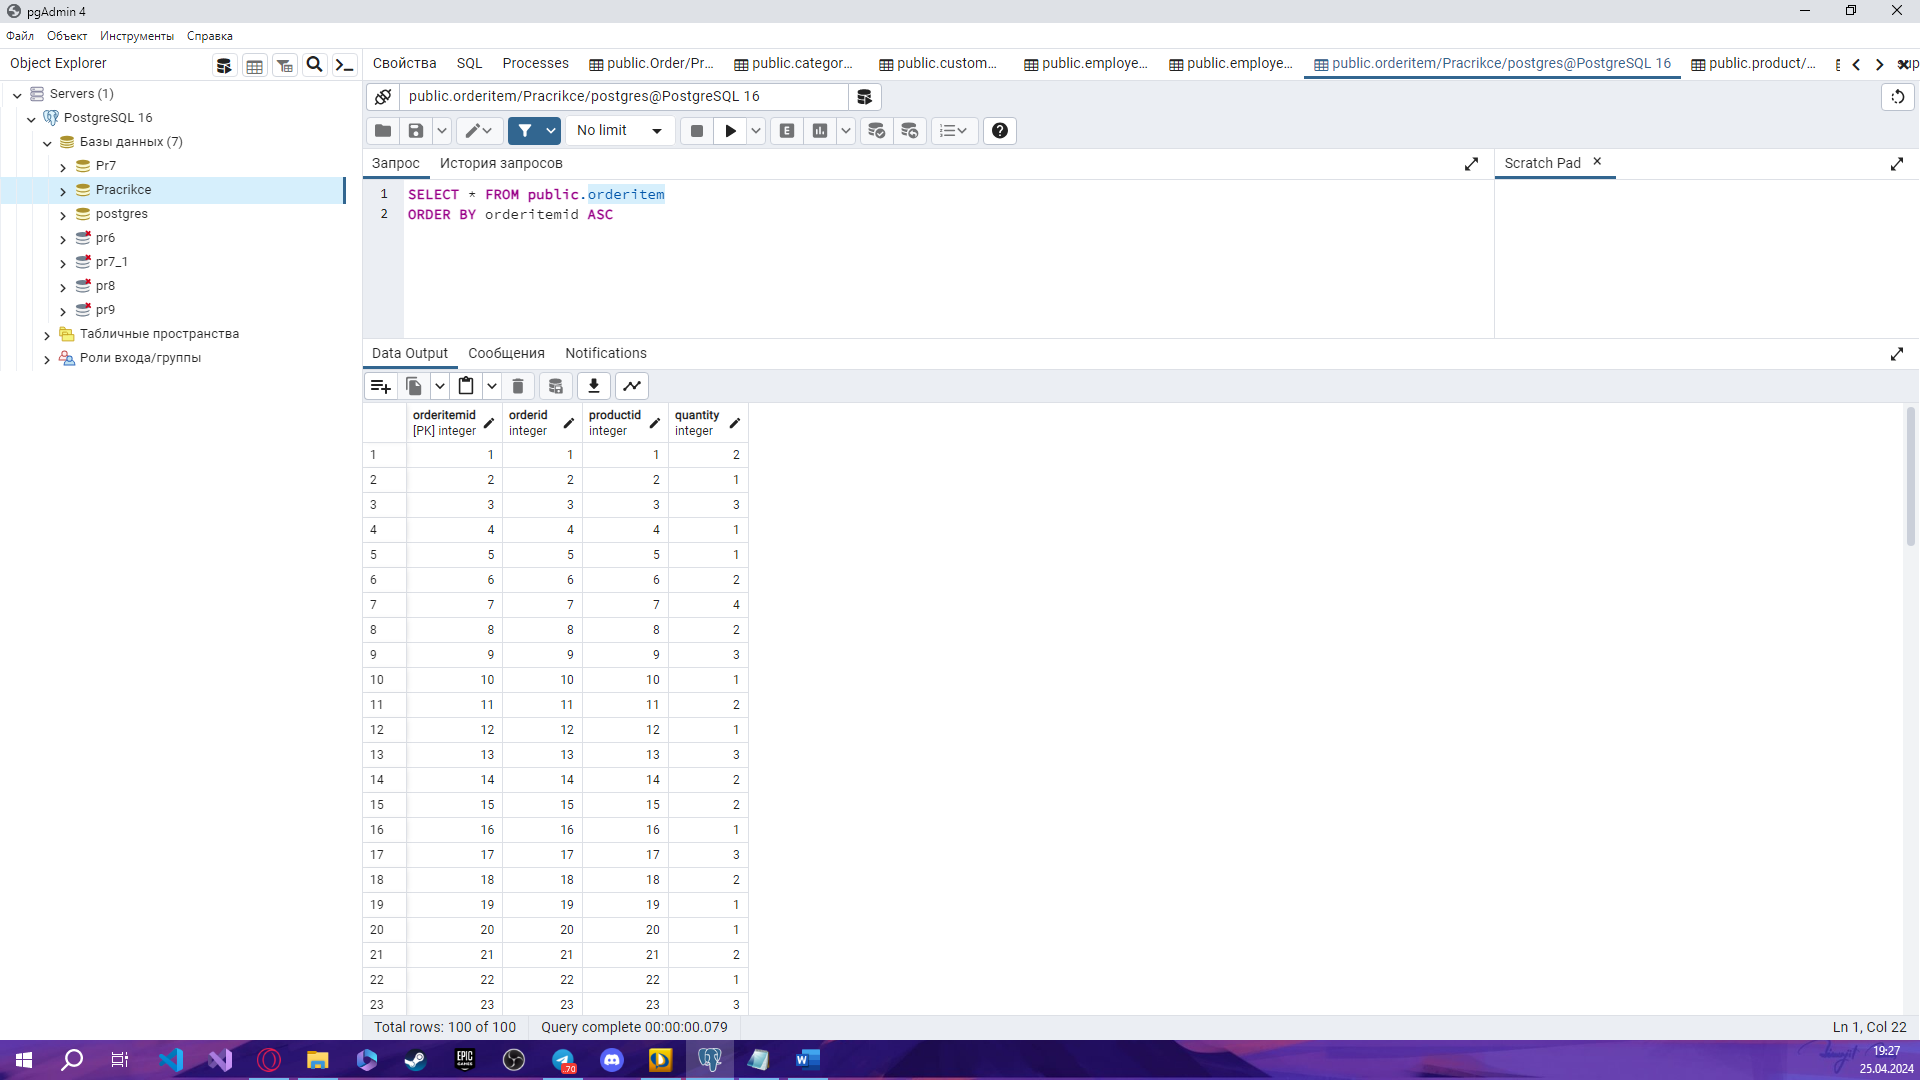 pgAdmin 4
Файл Объект Инструменты Справка
Object Explorer
Свойства SQL Processes public.Order/Pr... public.categor... public.custom... public.employe... public.employe... public.orderitem/Pracrikce/postgres@PostgreSQL 16 public.product/...
Servers (1)
PostgreSQL 16
Базы данных (7)
Pr7
Pracrikce
postgres
pr6
pr7_1
pr8
pr9
Табличные пространства
Роли входа/группы
public.orderitem/Pracrikce/postgres@PostgreSQL 16
No limit
E
Запрос История запросов
Scratch Pad
1 SELECT * FROM public.orderitem
2 ORDER BY orderitemid ASC
Data Output Сообщения Notifications
orderitemid orderid productid quantity
[PK] integer integer integer integer
1 1 1 1 2
2 2 2 2 1
3 3 3 3 3
4 4 4 4 1
5 5 5 5 1
6 6 6 6 2
7 7 7 7 4
8 8 8 8 2
9 9 9 9 3
10 10 10 10 1
11 11 11 11 2
12 12 12 12 1
13 13 13 13 3
14 14 14 14 2
15 15 15 15 2
16 16 16 16 1
17 17 17 17 3
18 18 18 18 2
19 19 19 19 1
20 20 20 20 1
21 21 21 21 2
22 22 22 22 1
23 23 23 23 3
Total rows: 100 of 100 Query complete 00:00:00.079
Ln 1, Col 22
EPIC GAMES
70
19:27
25.04.2024